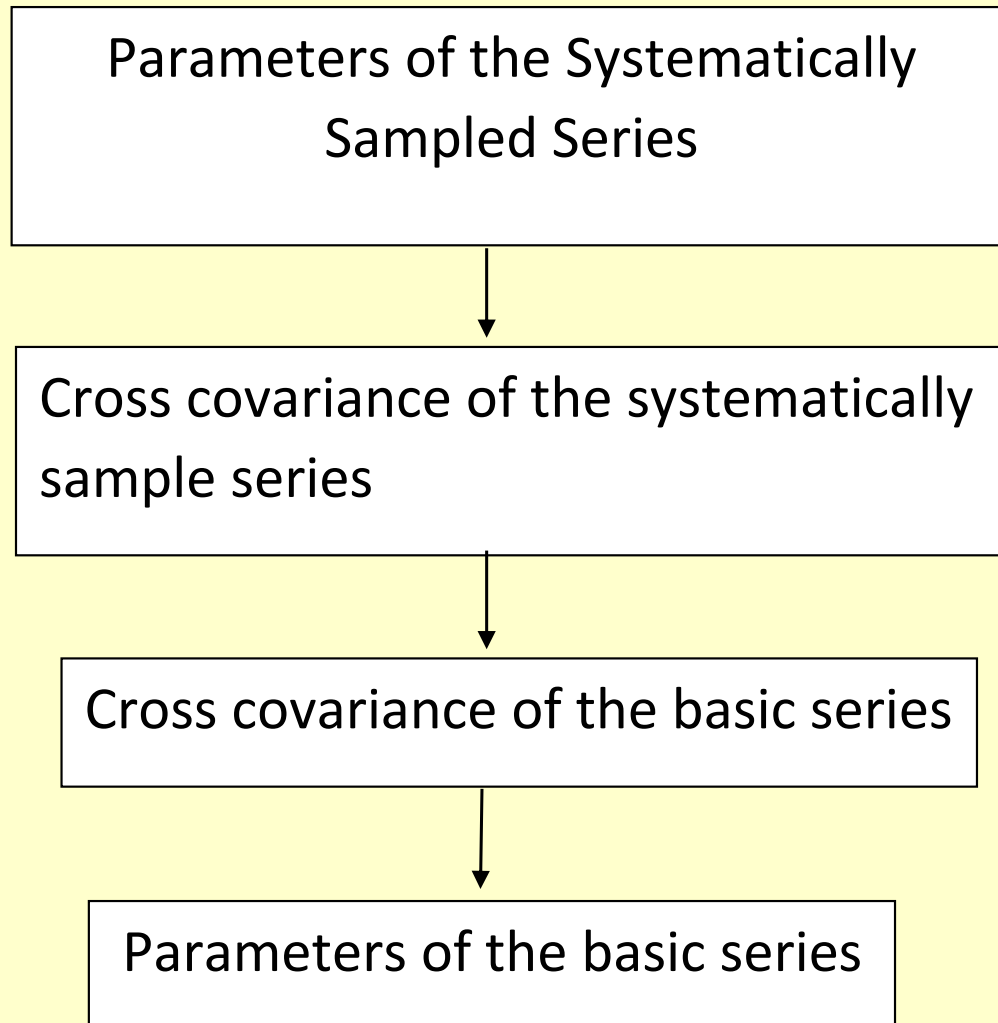 Parameters of the Systematically
Sampled Series
Cross covariance of the systematically
sample series
Cross covariance of the basic series
Parameters of the basic series